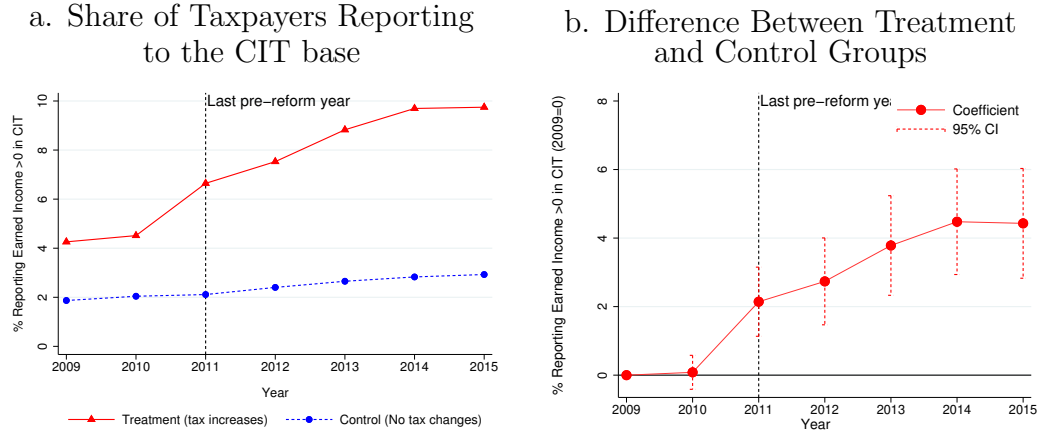 a. Share of Taxpayers Reporting
to the CIT base
% Reporting Earned Income >0 in CIT
10
8
6
4
2
0
Last pre−reform year
2009 2010 2011 2012 2013 2014 2015
Year
Treatment (tax increases) Control (No tax changes)
b. Difference Between Treatment
and Control Groups
% Reporting Earned Income >0 in CIT (2009=0)
8
6
4
2
0
Last pre−reform yea
Coefficient
95% CI
2009 2010 2011 2012 2013 2014 2015
Year